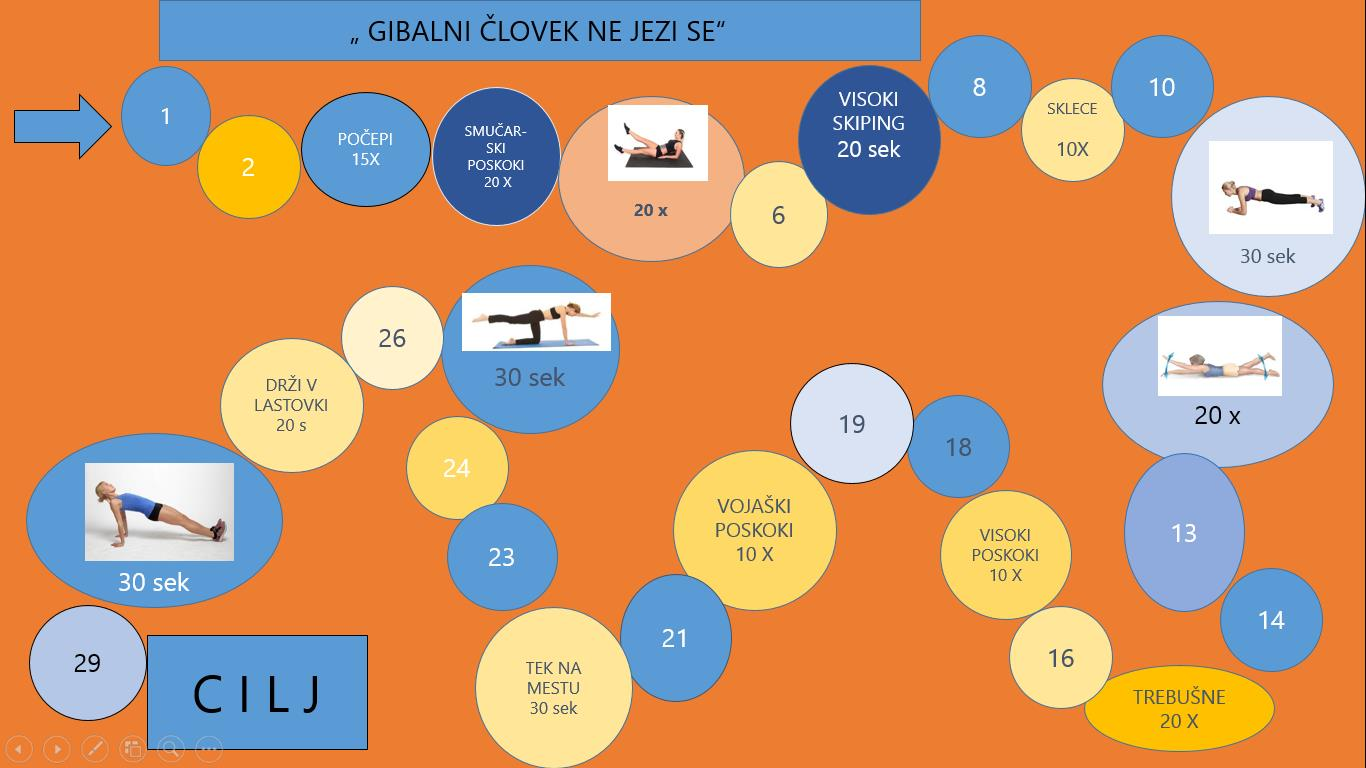 „ GIBALNI ČLOVEK NE JEZI SE“
1
2
POČEPI
15X
SMUČAR-
SKI
POSKOKI
20 X
20 x
6
VISOKI
SKIPING
20 sek
8
SKLECE
10X
10
30 sek
20 x
13
14
TREBUŠNE
20 X
16
VISOKI
POSKOKI
10 X
18
19
VOJAŠKI
POSKOKI
10 X
21
TEK NA
MESTU
30 sek
23
24
30 sek
26
DRŽI V
LASTOVKI
20 s
30 sek
29
C I L J